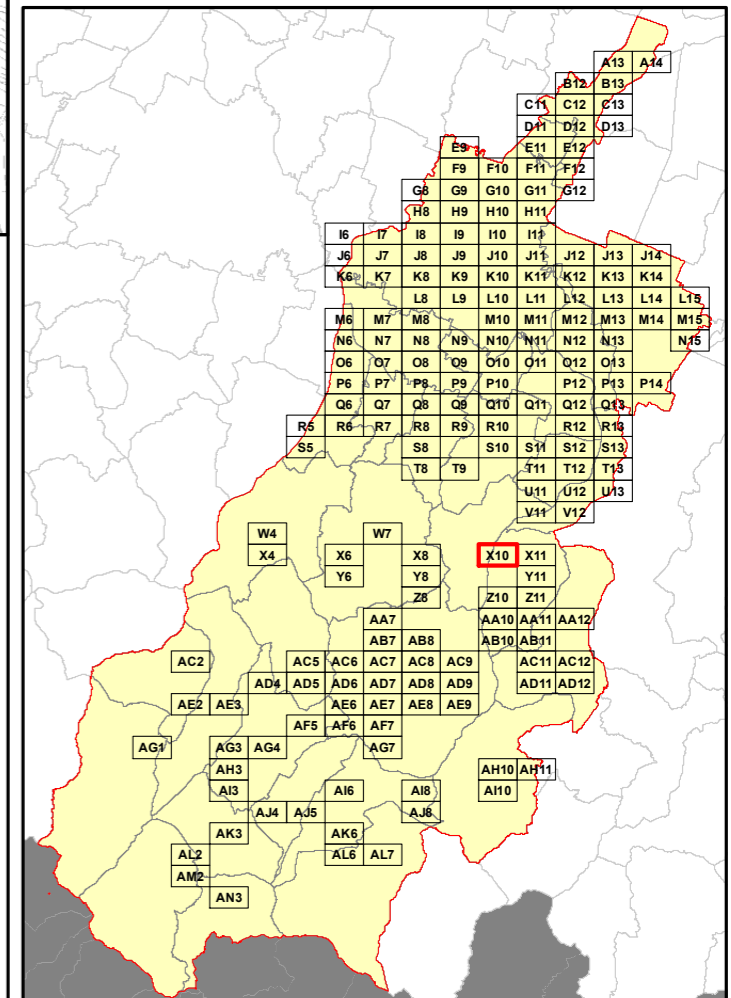 A13 A14
B12 B13
C11 C12 C13
D11 D12 D13
E9 E11 E12
F9 F10 F11 F12
G8 G9 G10 G11 G12
H8 H9 H10 H11
I6 I7 I8 I9 I10 I11
J6 J7 J8 J9 J10 J11 J12 J13 J14
K6 K7 K8 K9 K10 K11 K12 K13 K14
L8 L9 L10 L11 L12 L13 L14 L15
M6 M7 M8 M10 M11 M12 M13 M14 M15
N6 N7 N8 N9 N10 N11 N12 N13 N15
O6 O7 O8 O9 O10 O11 O12 O13
P6 P7 P8 P9 P10 P12 P13 P14
Q6 Q7 Q8 Q9 Q10 Q11 Q12 Q13
R5 R6 R7 R8 R9 R10 R12 R13
S5 S8 S10 S11 S12 S13
T8 T9 T11 T12 T13
U11 U12 U13
V11 V12
W4 W7
X4 X6 X8 X10 X11
Y6 Y8 Y11
Z8 Z10 Z11
AA7 AA10 AA11 AA12
AB7 AB8 AB10 AB11
AC2 AC5 AC6 AC7 AC8 AC9 AC11 AC12
AD4 AD5 AD6 AD7 AD8 AD9 AD11 AD12
AE2 AE3 AE6 AE7 AE8 AE9
AF5 AF6 AF7
AG1 AG3 AG4 AG7
AH3 AH10 AH11
AI3 AI6 AI8 AI10
AJ4 AJ5 AJ8
AK3 AK6
AL2 AL6 AL7
AM2
AN3